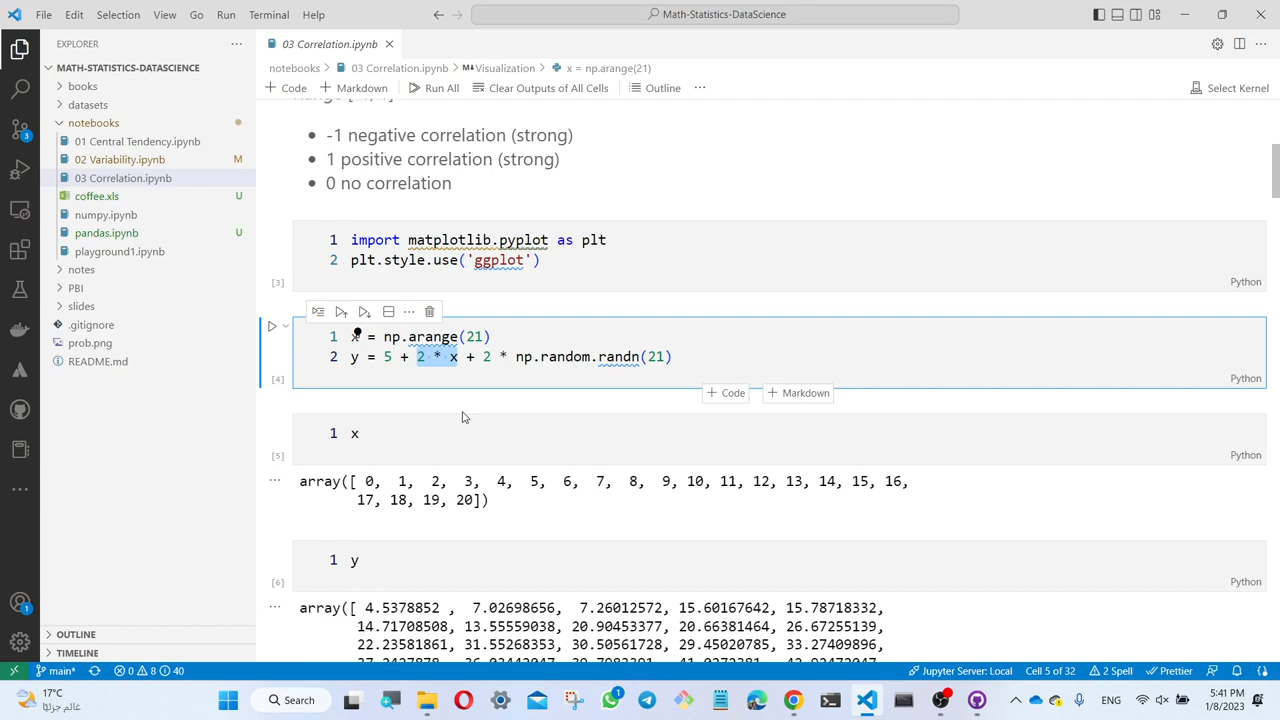 File Edit Selection View Go Run Terminal Help
Math-Statistics-DataScience
EXPLORER
MATH-STATISTICS-DATASCIENCE
books
datasets
notebooks
01 Central Tendency.ipynb
02 Variability.ipynb M
03 Correlation.ipynb
coffee.xls U
numpy.ipynb
pandas.ipynb U
playground1.ipynb
notes
PBI
slides
.gitignore
prob.png
README.md
OUTLINE
TIMELINE
03 Correlation.ipynb
notebooks > 03 Correlation.ipynb > Visualization > x = np.arange(21)
+ Code + Markdown Run All Clear Outputs of All Cells Outline ... Select Kernel
• -1 negative correlation (strong)
• 1 positive correlation (strong)
• 0 no correlation
1 import matplotlib.pyplot as plt
2 plt.style.use('ggplot')
[3] Python
1 x = np.arange(21)
2 y = 5 + 2 * x + 2 * np.random.randn(21)
[4] Python
+ Code + Markdown
1 x
[5] Python
array([ 0, 1, 2, 3, 4, 5, 6, 7, 8, 9, 10, 11, 12, 13, 14, 15, 16,
17, 18, 19, 20])
1 y
[6] Python
array([ 4.5378852 , 7.02698656, 7.26012572, 15.60167642, 15.78718332,
14.71708508, 13.55559038, 20.90453377, 20.66381464, 26.67255139,
22.23581861, 31.55268353, 30.50561728, 29.45020785, 33.27409896,
3
1
main* 0 8 40 Jupyter Server: Local Cell 5 of 32 2 Spell Prettier
17°C
غائم جزئيًا
Search
1
ENG
5:41 PM
1/8/2023